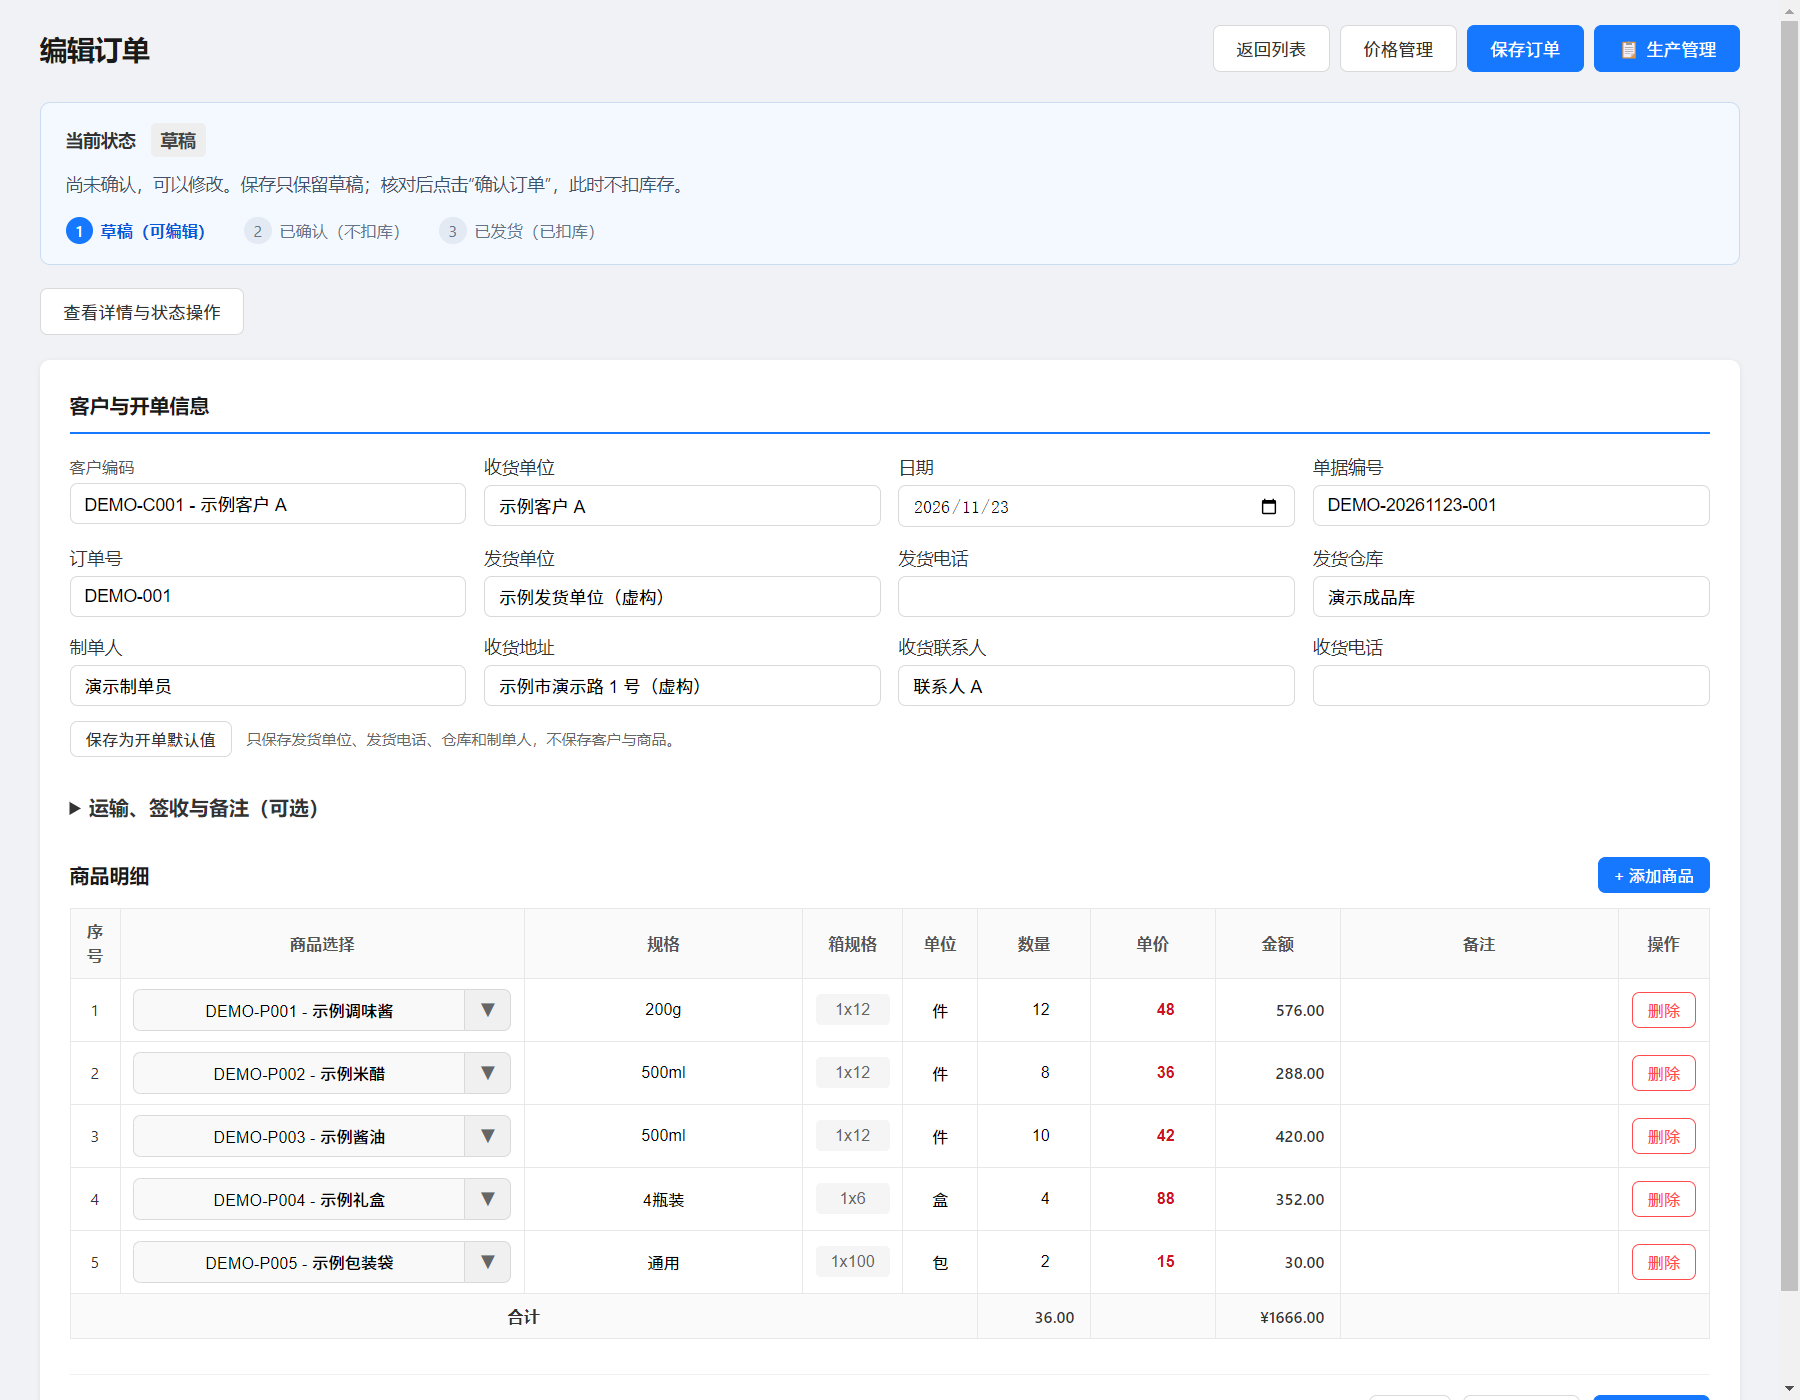 编辑订单
返回列表 价格管理 保存订单 📋 生产管理
当前状态 草稿
尚未确认，可以修改。保存只保留草稿；核对后点击“确认订单”，此时不扣库存。
1 草稿（可编辑） 2 已确认（不扣库） 3 已发货（已扣库）
查看详情与状态操作
客户与开单信息
客户编码 收货单位 日期 单据编号
DEMO-C001 - 示例客户 A 示例客户 A 2026/11/23 DEMO-20261123-001
订单号 发货单位 发货电话 发货仓库
DEMO-001 示例发货单位（虚构） 演示成品库
制单人 收货地址 收货联系人 收货电话
演示制单员 示例市演示路 1 号（虚构） 联系人 A
保存为开单默认值 只保存发货单位、发货电话、仓库和制单人，不保存客户与商品。
▶ 运输、签收与备注（可选）
商品明细 + 添加商品
序号 商品选择 规格 箱规格 单位 数量 单价 金额 备注 操作
1 DEMO-P001 - 示例调味酱 ▼ 200g 1x12 件 12 48 576.00 删除
2 DEMO-P002 - 示例米醋 ▼ 500ml 1x12 件 8 36 288.00 删除
3 DEMO-P003 - 示例酱油 ▼ 500ml 1x12 件 10 42 420.00 删除
4 DEMO-P004 - 示例礼盒 ▼ 4瓶装 1x6 盒 4 88 352.00 删除
5 DEMO-P005 - 示例包装袋 ▼ 通用 1x100 包 2 15 30.00 删除
合计 36.00 ¥1666.00